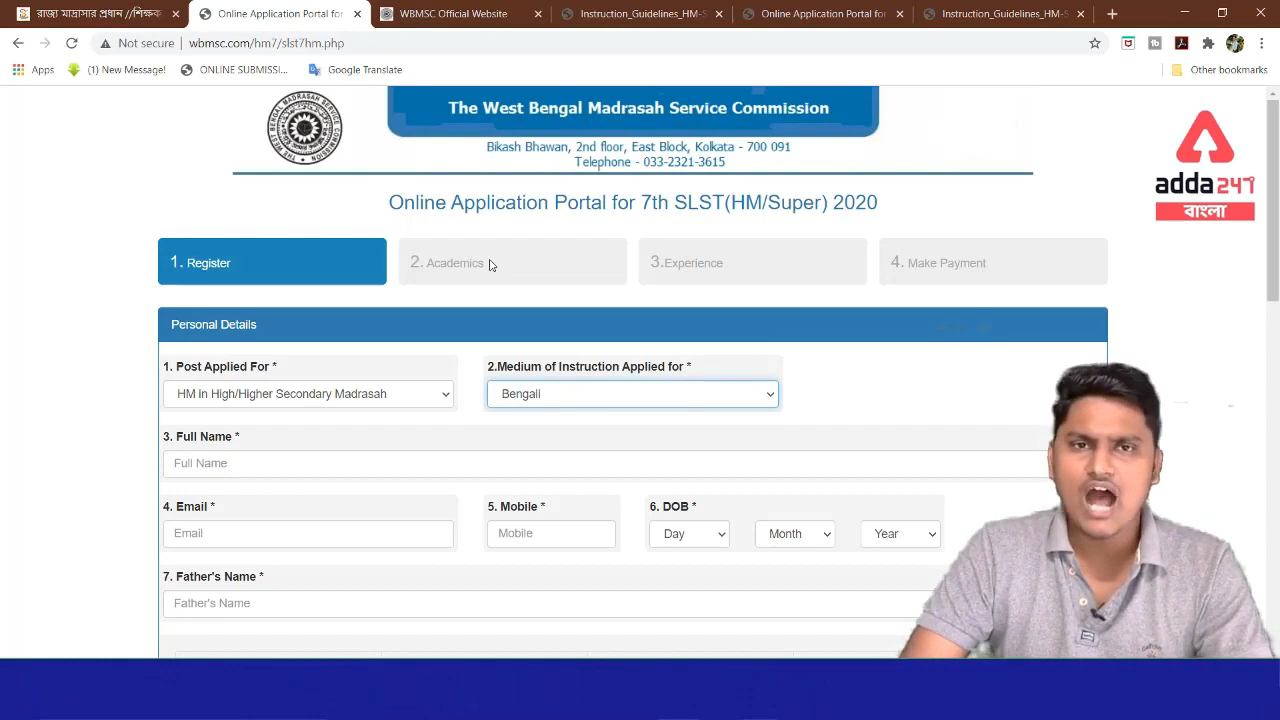 রাজ্য মাদ্রাসার প্রধান //শিক্ষক
Online Application Portal for
WBMSC Official Website
Instruction_Guidelines_HM-S
Online Application Portal for
Instruction_Guidelines_HM-S
Not secure
wbmsc.com/hm7/slst7hm.php
Apps
(1) New Message!
ONLINE SUBMISSI...
Google Translate
Other bookmarks
The West Bengal Madrasah Service Commission
Bikash Bhawan, 2nd floor, East Block, Kolkata - 700 091
Telephone - 033-2321-3615
adda247
বাংলা
Online Application Portal for 7th SLST(HM/Super) 2020
1. Register
2. Academics
3.Experience
4. Make Payment
Personal Details
1. Post Applied For *
2.Medium of Instruction Applied for *
HM in High/Higher Secondary Madrasah
Bengali
3. Full Name *
Full Name
4. Email *
5. Mobile *
6. DOB *
Email
Mobile
Day
Month
Year
7. Father's Name *
Father's Name